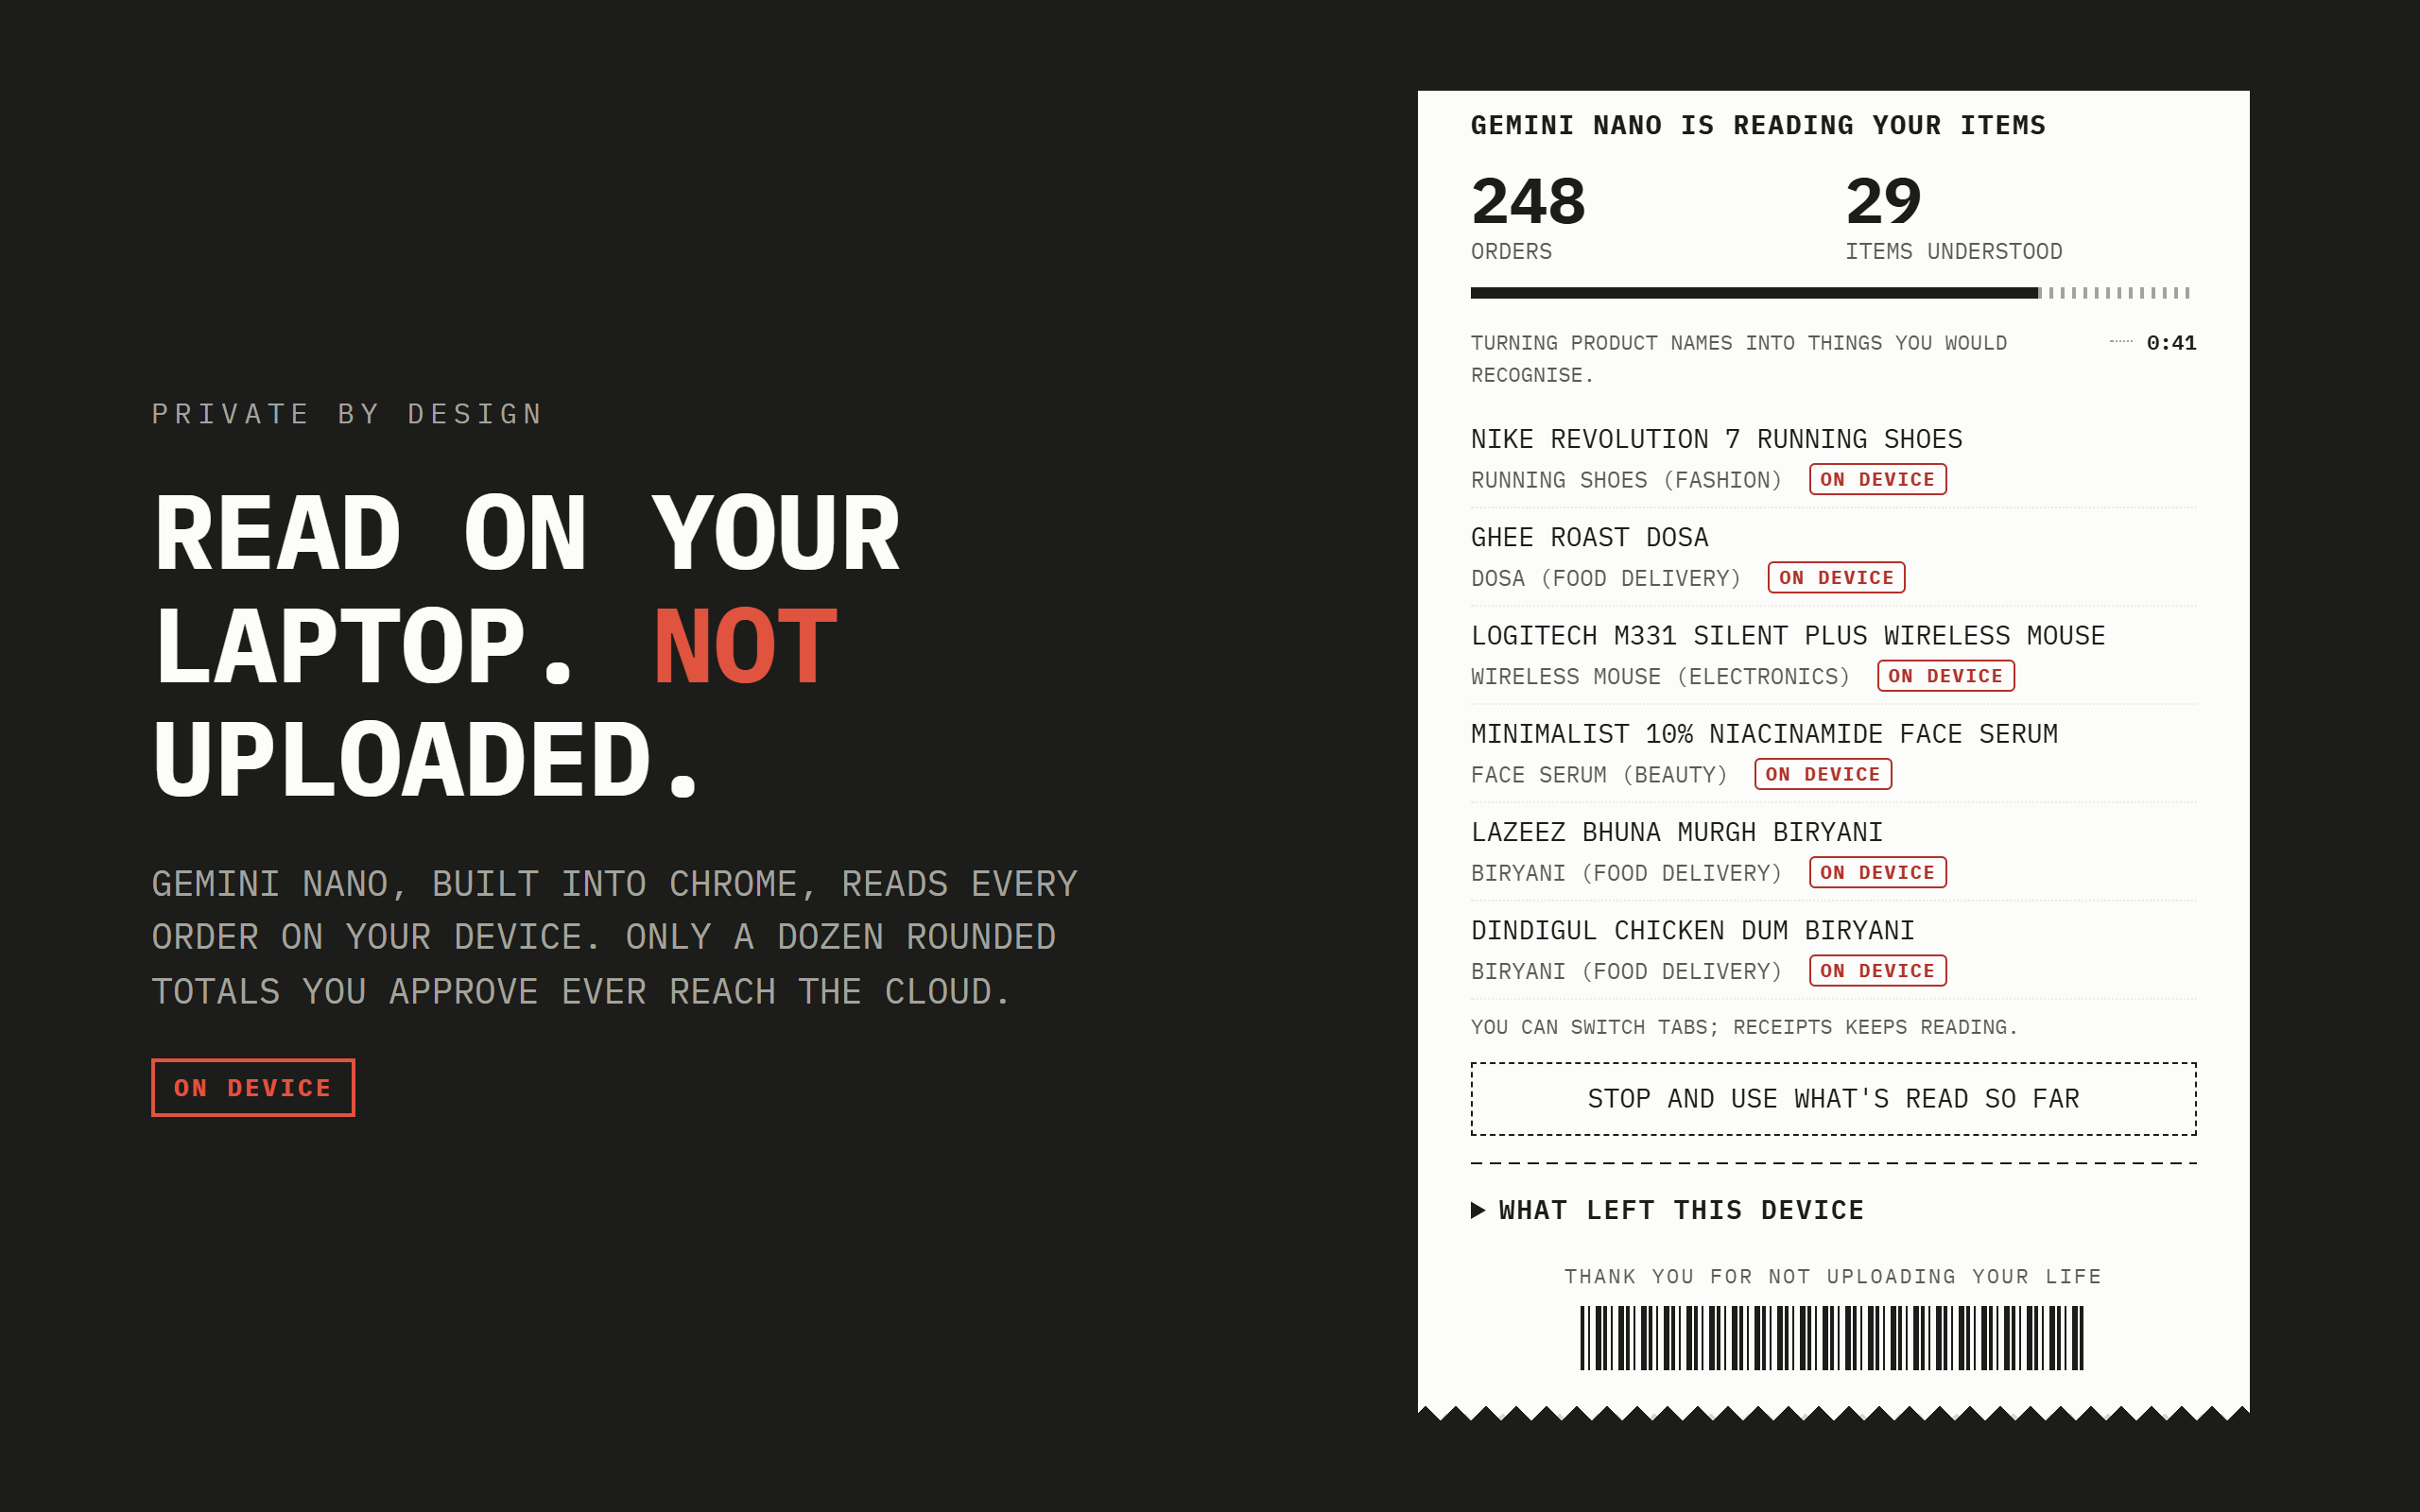 PRIVATE BY DESIGN
READ ON YOUR
LAPTOP. NOT
UPLOADED.
GEMINI NANO, BUILT INTO CHROME, READS EVERY
ORDER ON YOUR DEVICE. ONLY A DOZEN ROUNDED
TOTALS YOU APPROVE EVER REACH THE CLOUD.
ON DEVICE
GEMINI NANO IS READING YOUR ITEMS
248 29
ORDERS ITEMS UNDERSTOOD
TURNING PRODUCT NAMES INTO THINGS YOU WOULD 0:41
RECOGNISE.
NIKE REVOLUTION 7 RUNNING SHOES
RUNNING SHOES (FASHION) ON DEVICE
GHEE ROAST DOSA
DOSA (FOOD DELIVERY) ON DEVICE
LOGITECH M331 SILENT PLUS WIRELESS MOUSE
WIRELESS MOUSE (ELECTRONICS) ON DEVICE
MINIMALIST 10% NIACINAMIDE FACE SERUM
FACE SERUM (BEAUTY) ON DEVICE
LAZEEZ BHUNA MURGH BIRYANI
BIRYANI (FOOD DELIVERY) ON DEVICE
DINDIGUL CHICKEN DUM BIRYANI
BIRYANI (FOOD DELIVERY) ON DEVICE
YOU CAN SWITCH TABS; RECEIPTS KEEPS READING.
STOP AND USE WHAT'S READ SO FAR
▶ WHAT LEFT THIS DEVICE
THANK YOU FOR NOT UPLOADING YOUR LIFE